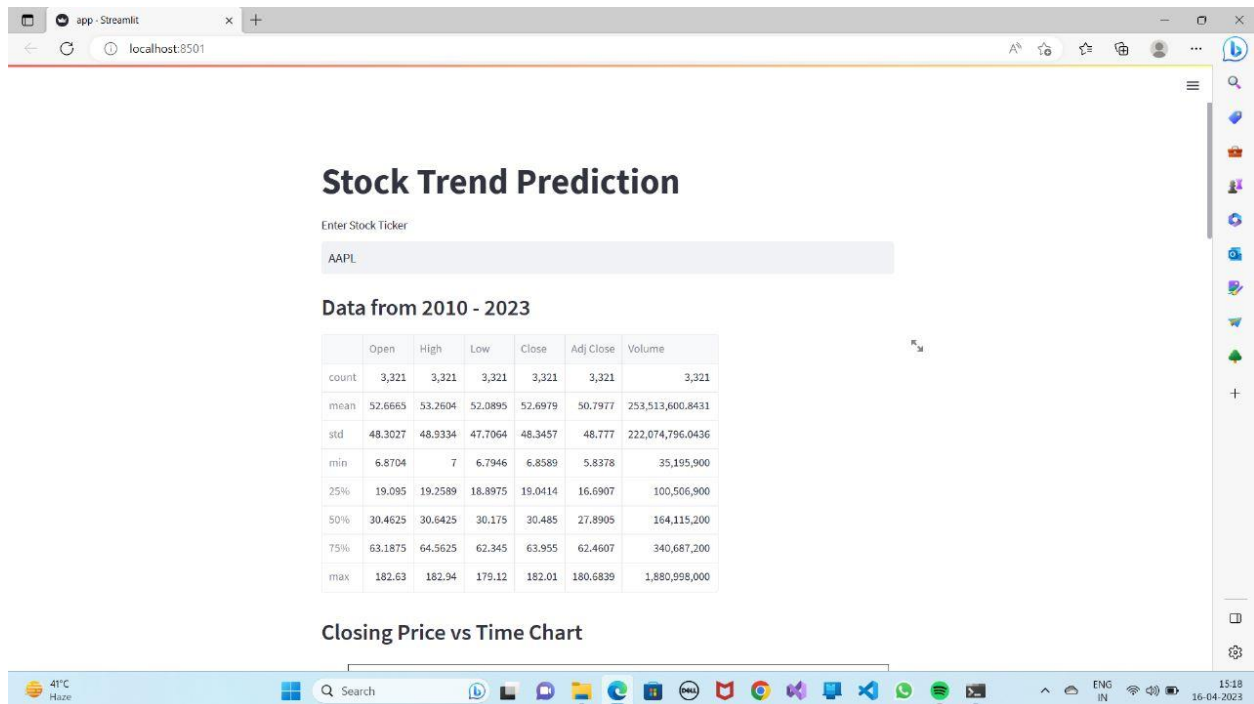 app - Streamlit
localhost:8501
Stock Trend Prediction
Enter Stock Ticker
AAPL
Data from 2010 - 2023
Open High Low Close Adj Close Volume
count 3,321 3,321 3,321 3,321 3,321 3,321
mean 52.6665 53.2604 52.0895 52.6979 50.7977 253,513,600.8431
std 48.3027 48.9334 47.7064 48.3457 48.777 222,074,796.0436
min 6.8704 7 6.7946 6.8589 5.8378 35,195,900
25% 19.095 19.2589 18.8975 19.0414 16.6907 100,506,900
50% 30.4625 30.6425 30.175 30.485 27.8905 164,115,200
75% 63.1875 64.5625 62.345 63.955 62.4607 340,687,200
max 182.63 182.94 179.12 182.01 180.6839 1,880,998,000
Closing Price vs Time Chart
41°C
Haze
Search
DELL
ENG
IN
15:18
16-04-2023